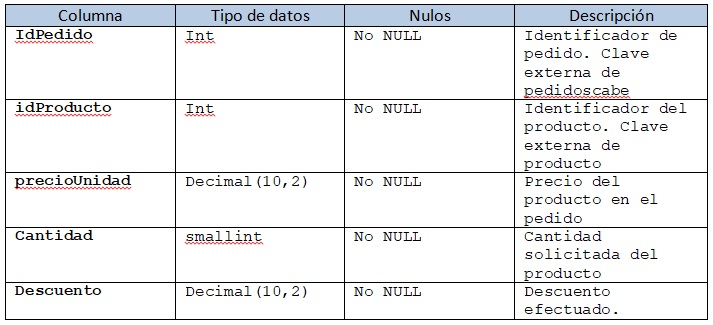 Columna Tipo de datos Nulos Descripción
IdPedido Int No NULL Identificador de
pedido. Clave
externa de
pedidoscabe
idProducto Int No NULL Identificador del
producto. Clave
externa de
producto
precioUnidad Decimal(10,2) No NULL Precio del
producto en el
pedido
Cantidad smallint No NULL Cantidad
solicitada del
producto
Descuento Decimal(10,2) No NULL Descuento
efectuado.